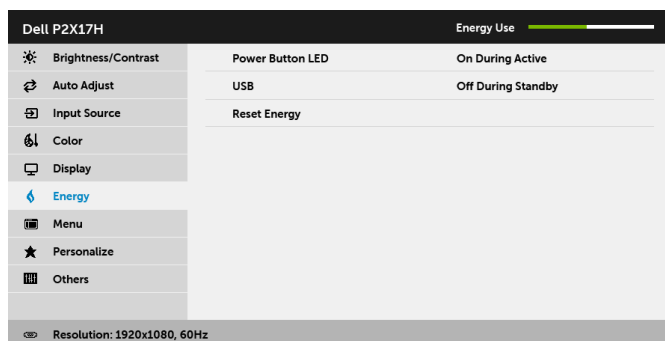 Dell P2X17H Energy Use
Brightness/Contrast Power Button LED On During Active
Auto Adjust USB Off During Standby
Input Source Reset Energy
Color
Display
Energy
Menu
Personalize
Others
Resolution: 1920x1080, 60Hz